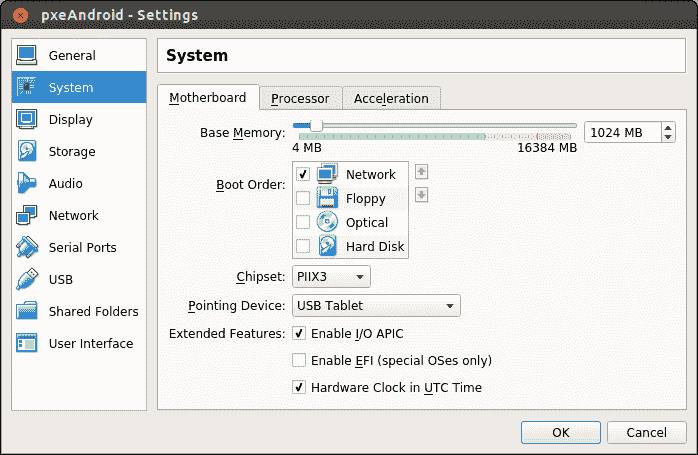 pxeAndroid - Settings
General
System
Display
Storage
Audio
Network
Serial Ports
USB
Shared Folders
User Interface
System
Motherboard Processor Acceleration
Base Memory: 1024 MB
4 MB 16384 MB
Boot Order: Network
Floppy
Optical
Hard Disk
Chipset: PIIX3
Pointing Device: USB Tablet
Extended Features: Enable I/O APIC
Enable EFI (special OSes only)
Hardware Clock in UTC Time
OK Cancel